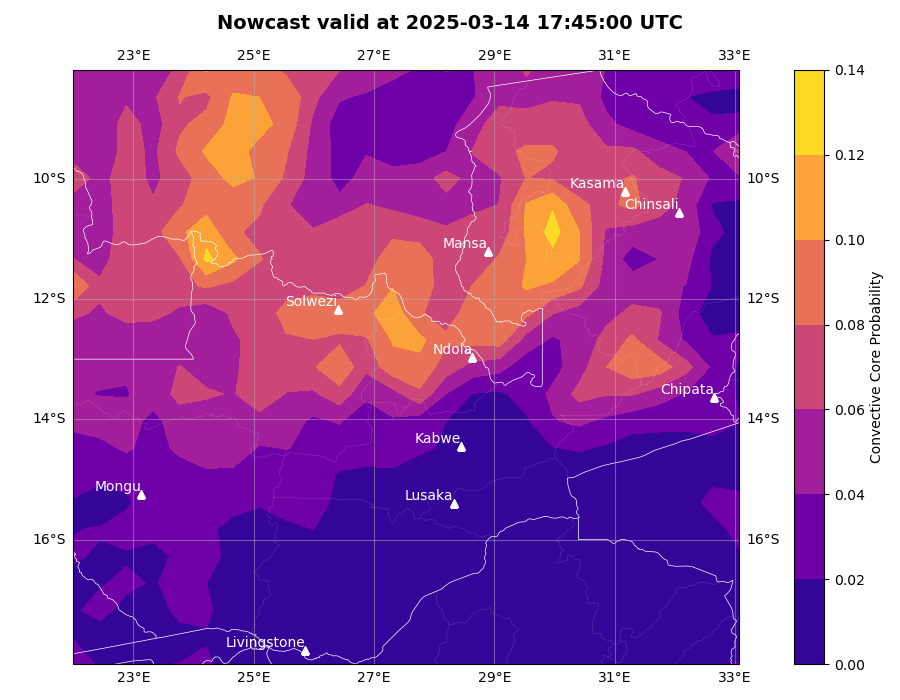 Nowcast valid at 2025-03-14 17:45:00 UTC
23°E 25°E 27°E 29°E 31°E 33°E
0.14
0.12
10°S Kasama 10°S
Chinsali
0.10
Mansa
12°S Solwezi 12°S
0.08
Ndola
Chipata
0.06
14°S 14°S
Kabwe
Mongu Lusaka
0.04
16°S 16°S
0.02
Livingstone
0.00
23°E 25°E 27°E 29°E 31°E 33°E
Convective Core Probability